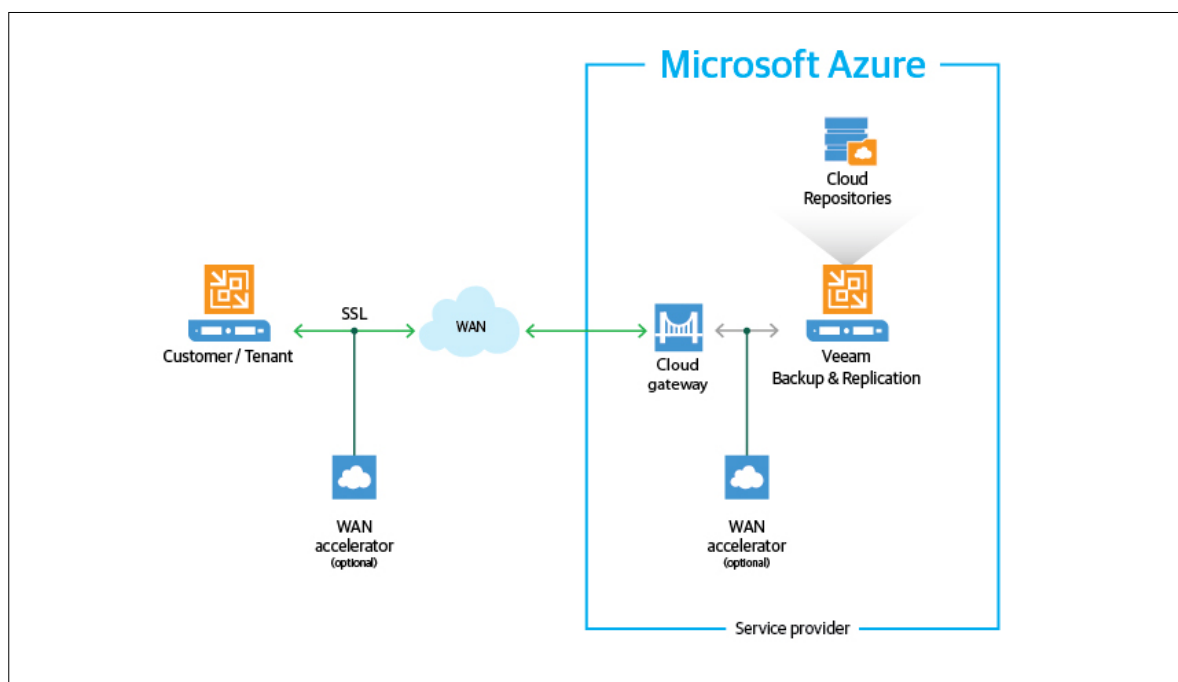 Microsoft Azure
Cloud
Repositories
SSL
WAN
Customer / Tenant
Cloud
gateway
Veeam
Backup & Replication
WAN
accelerator
(optional)
WAN
accelerator
(optional)
Service provider